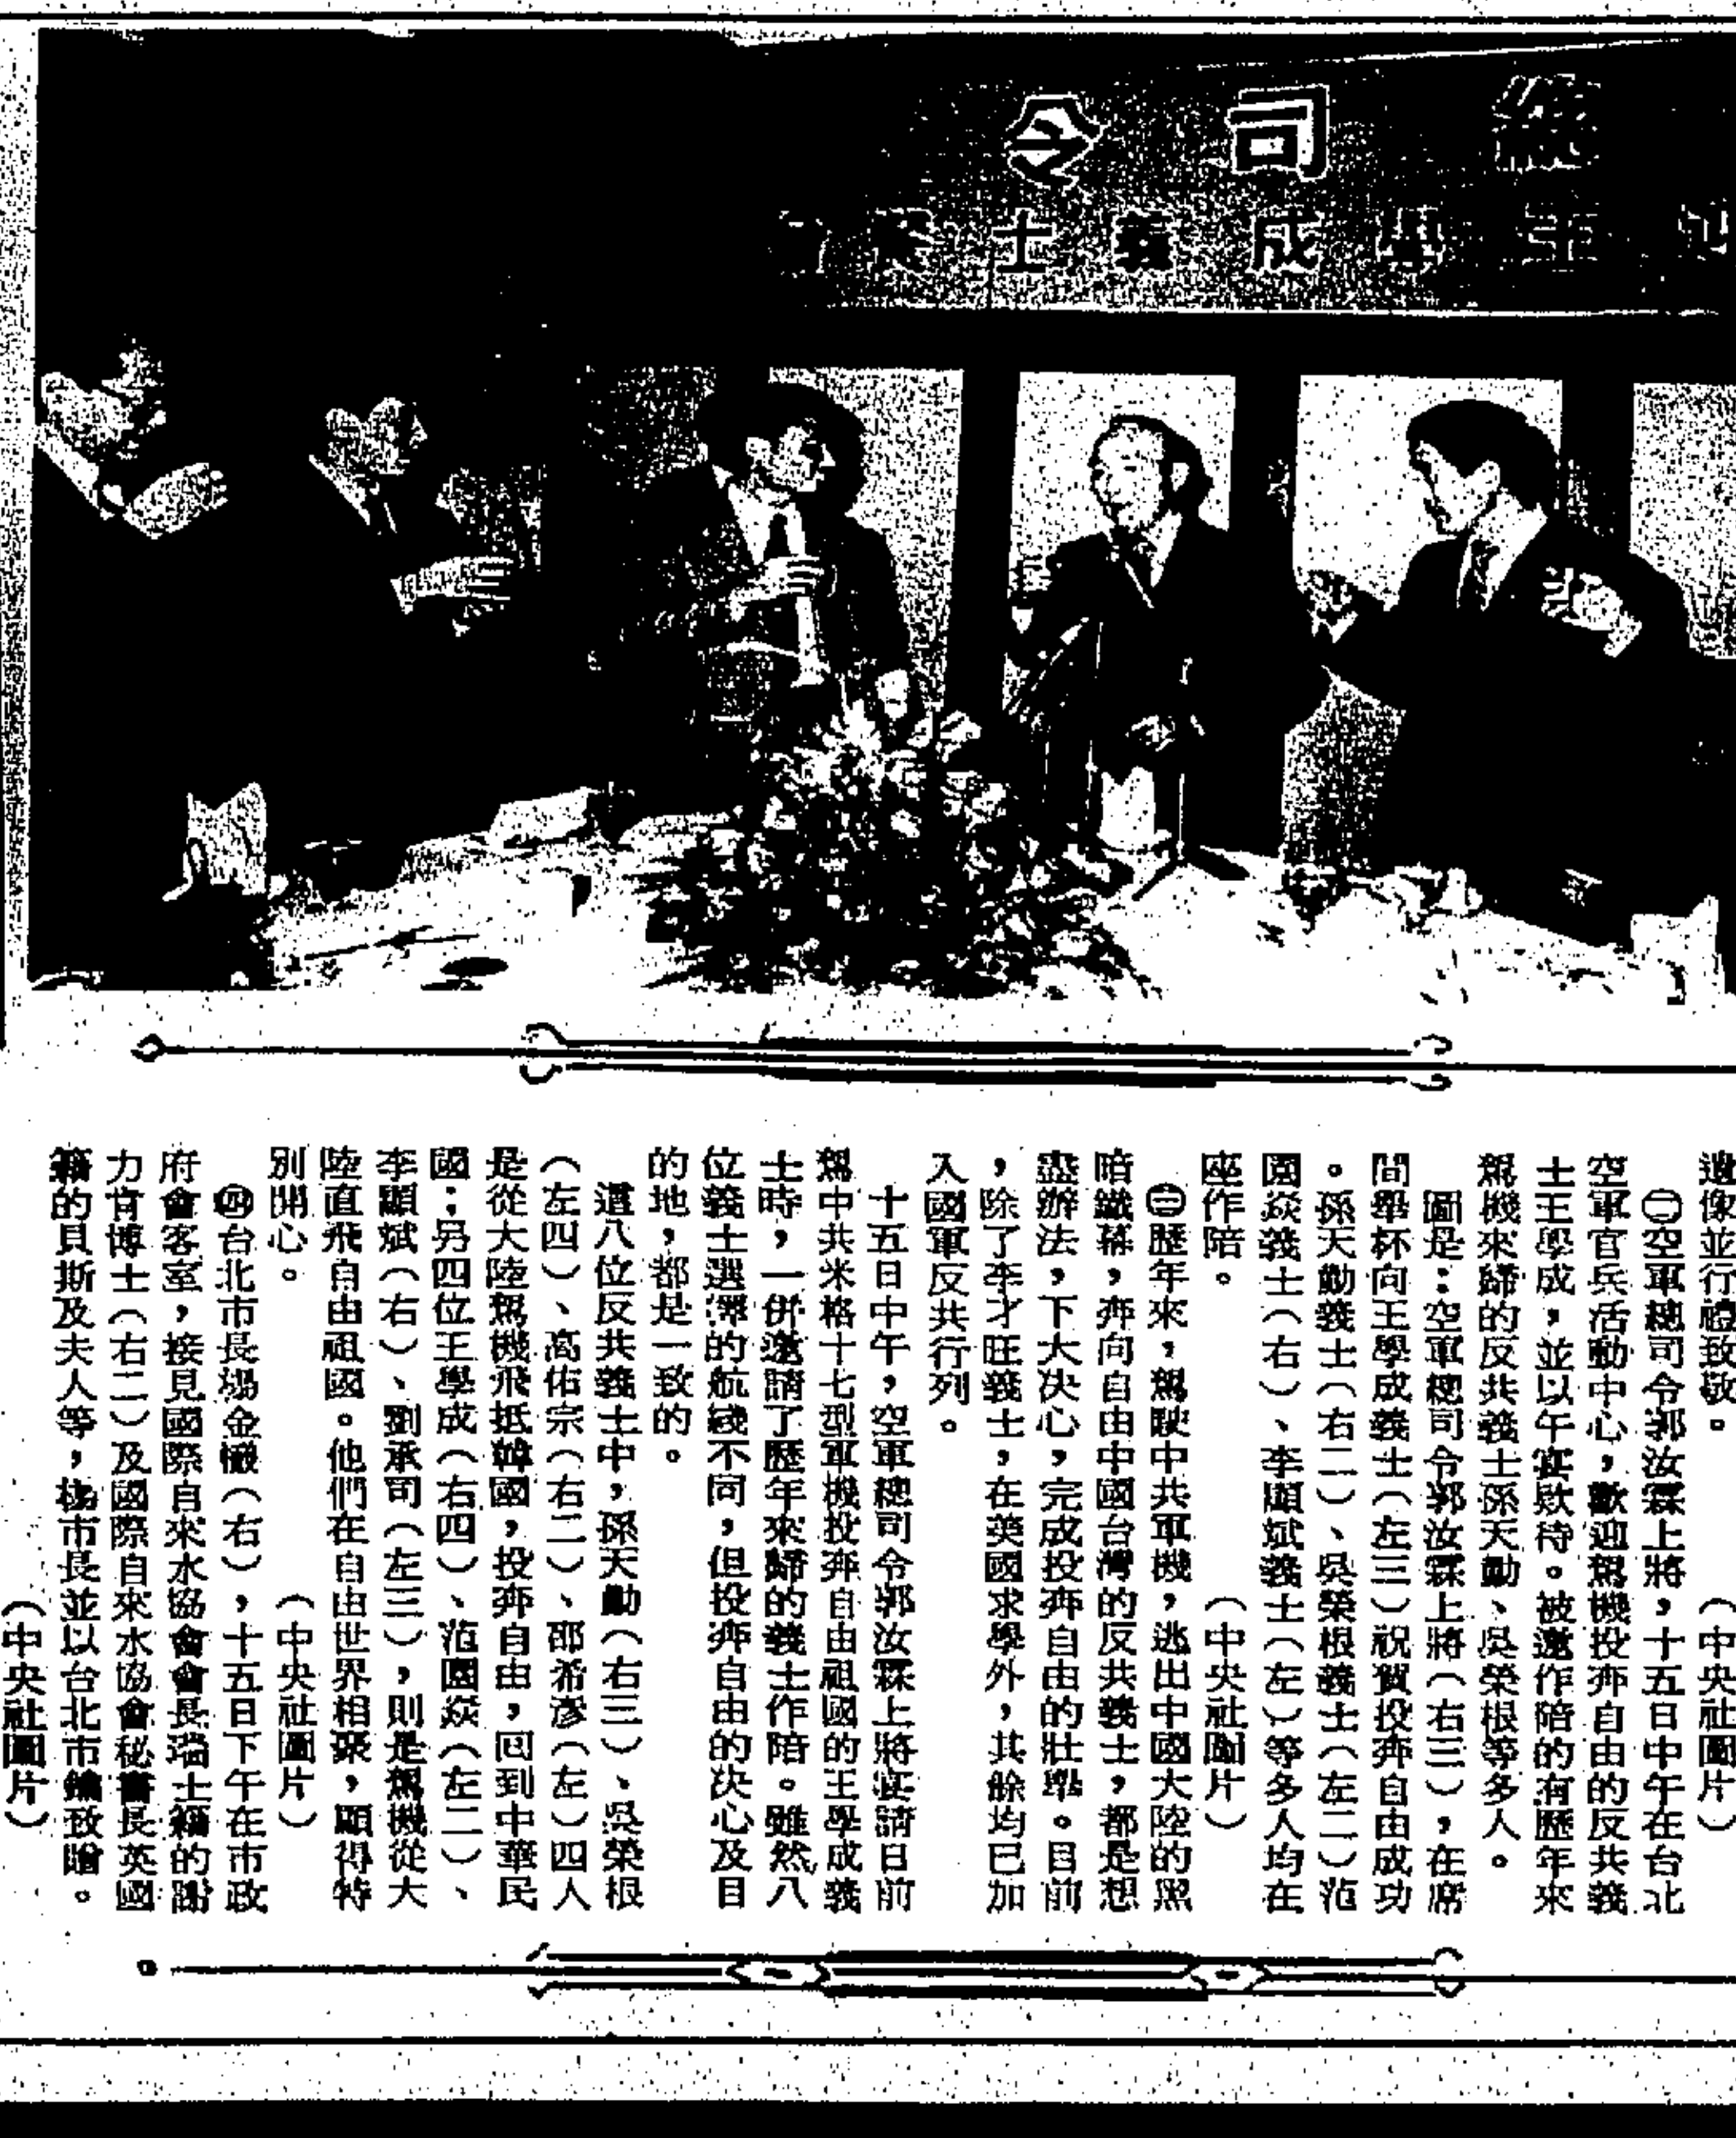 總司令
王學成義士
遺像並行禮致敬。
（中央社圖片）
㊁空軍總司令郭汝霖上將，十五日中午在台北
空軍官兵活動中心，歡迎駕機投奔自由的反共義
士王學成，並以午宴款待。被邀作陪的有歷年來
駕機來歸的反共義士孫天勤、吳榮根等多人。
圖是：空軍總司令郭汝霖上將（右三），在席
間舉杯向王學成義士（左三）祝賀投奔自由成功
。孫天勤義士（右二）、吳榮根義士（左二）范
園焱義士（右）、李顯斌義士（左）等多人均在
座作陪。
（中央社圖片）
㊂歷年來，駕駛中共軍機，逃出中國大陸的黑
暗鐵幕，奔向自由中國台灣的反共義士，都是想
盡辦法，下大決心，完成投奔自由的壯舉。目前
，除了李才旺義士，在美國求學外，其餘均已加
入國軍反共行列。
十五日中午，空軍總司令郭汝霖上將宴請日前
駕中共米格十七型軍機投奔自由祖國的王學成義
士時，一併邀請了歷年來歸的義士作陪。雖然八
位義士選擇的航綫不同，但投奔自由的決心及目
的地，都是一致的。
這八位反共義士中，孫天勤（右三）、吳榮根
（左四）、高佑宗（右二）、邵希彥（左）四人
是從大陸駕機飛抵韓國，投奔自由，回到中華民
國；另四位王學成（右四）、范園焱（左二）、
李顯斌（右）、劉承司（左三），則是駕機從大
陸直飛自由祖國。他們在自由世界相聚，顯得特
別開心。
（中央社圖片）
㊃台北市長楊金欉（右），十五日下午在市政
府會客室，接見國際自來水協會會長瑞士籍的謝
力肯博士（右二）及國際自來水協會秘書長英國
籍的貝斯及夫人等，楊市長並以台北市鑰致贈。
（中央社圖片）